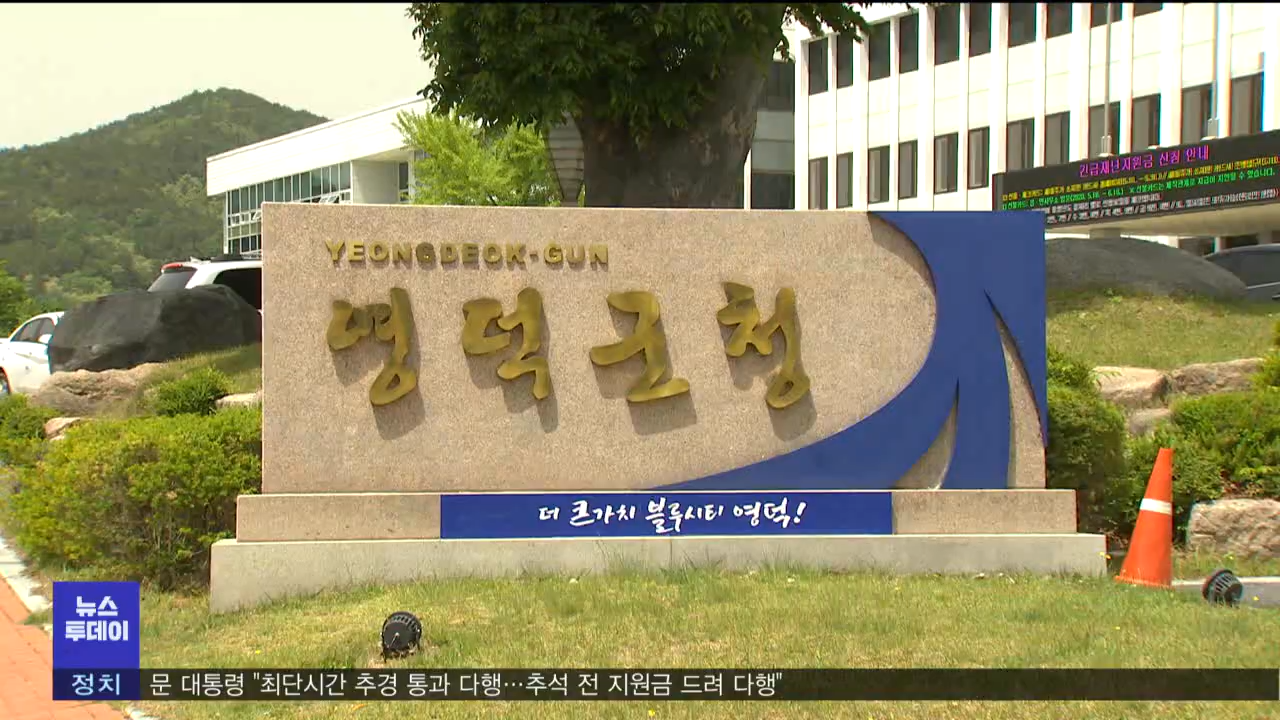 긴급재난지원금 신청 안내
YEONGDEOK-GUN
영덕군청
더 큰가치 블루시티 영덕!
뉴스
투데이
정치
문 대통령 "최단시간 추경 통과 다행…추석 전 지원금 드려 다행"